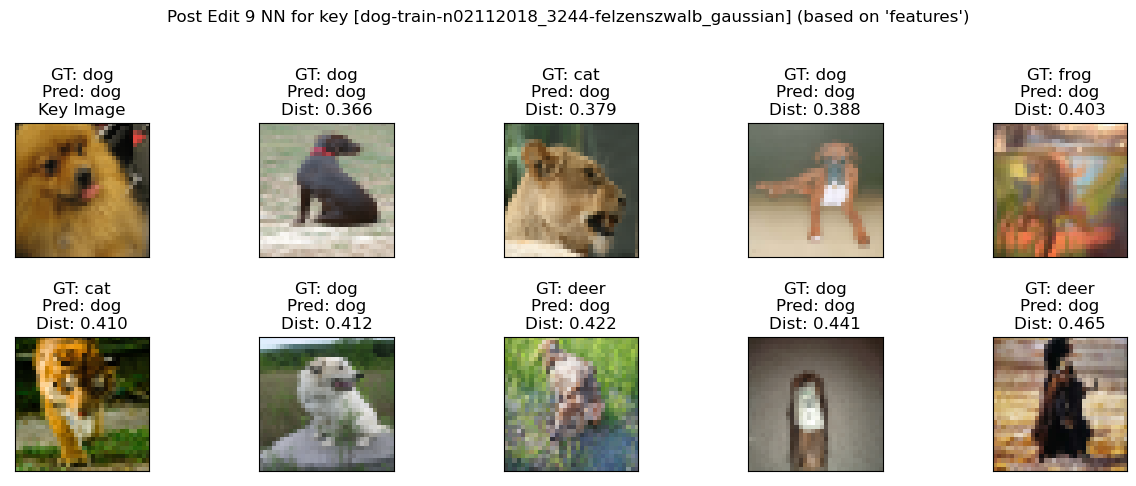 Post Edit 9 NN for key [dog-train-n02112018_3244-felzenszwalb_gaussian] (based on 'features')
GT: dog
Pred: dog
Key Image
GT: dog
Pred: dog
Dist: 0.366
GT: cat
Pred: dog
Dist: 0.379
GT: dog
Pred: dog
Dist: 0.388
GT: frog
Pred: dog
Dist: 0.403
GT: cat
Pred: dog
Dist: 0.410
GT: dog
Pred: dog
Dist: 0.412
GT: deer
Pred: dog
Dist: 0.422
GT: dog
Pred: dog
Dist: 0.441
GT: deer
Pred: dog
Dist: 0.465